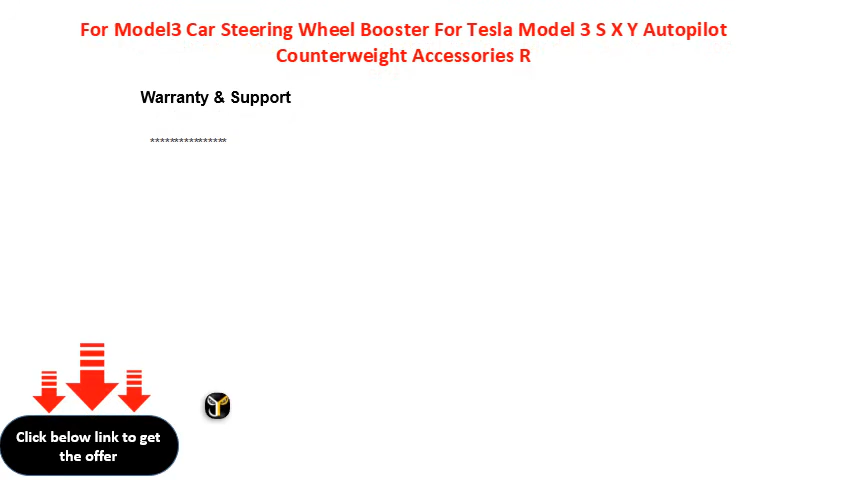 For Model3 Car Steering Wheel Booster For Tesla Model 3 S X Y Autopilot
Counterweight Accessories R
Warranty & Support
****************
Click below link to get
the offer